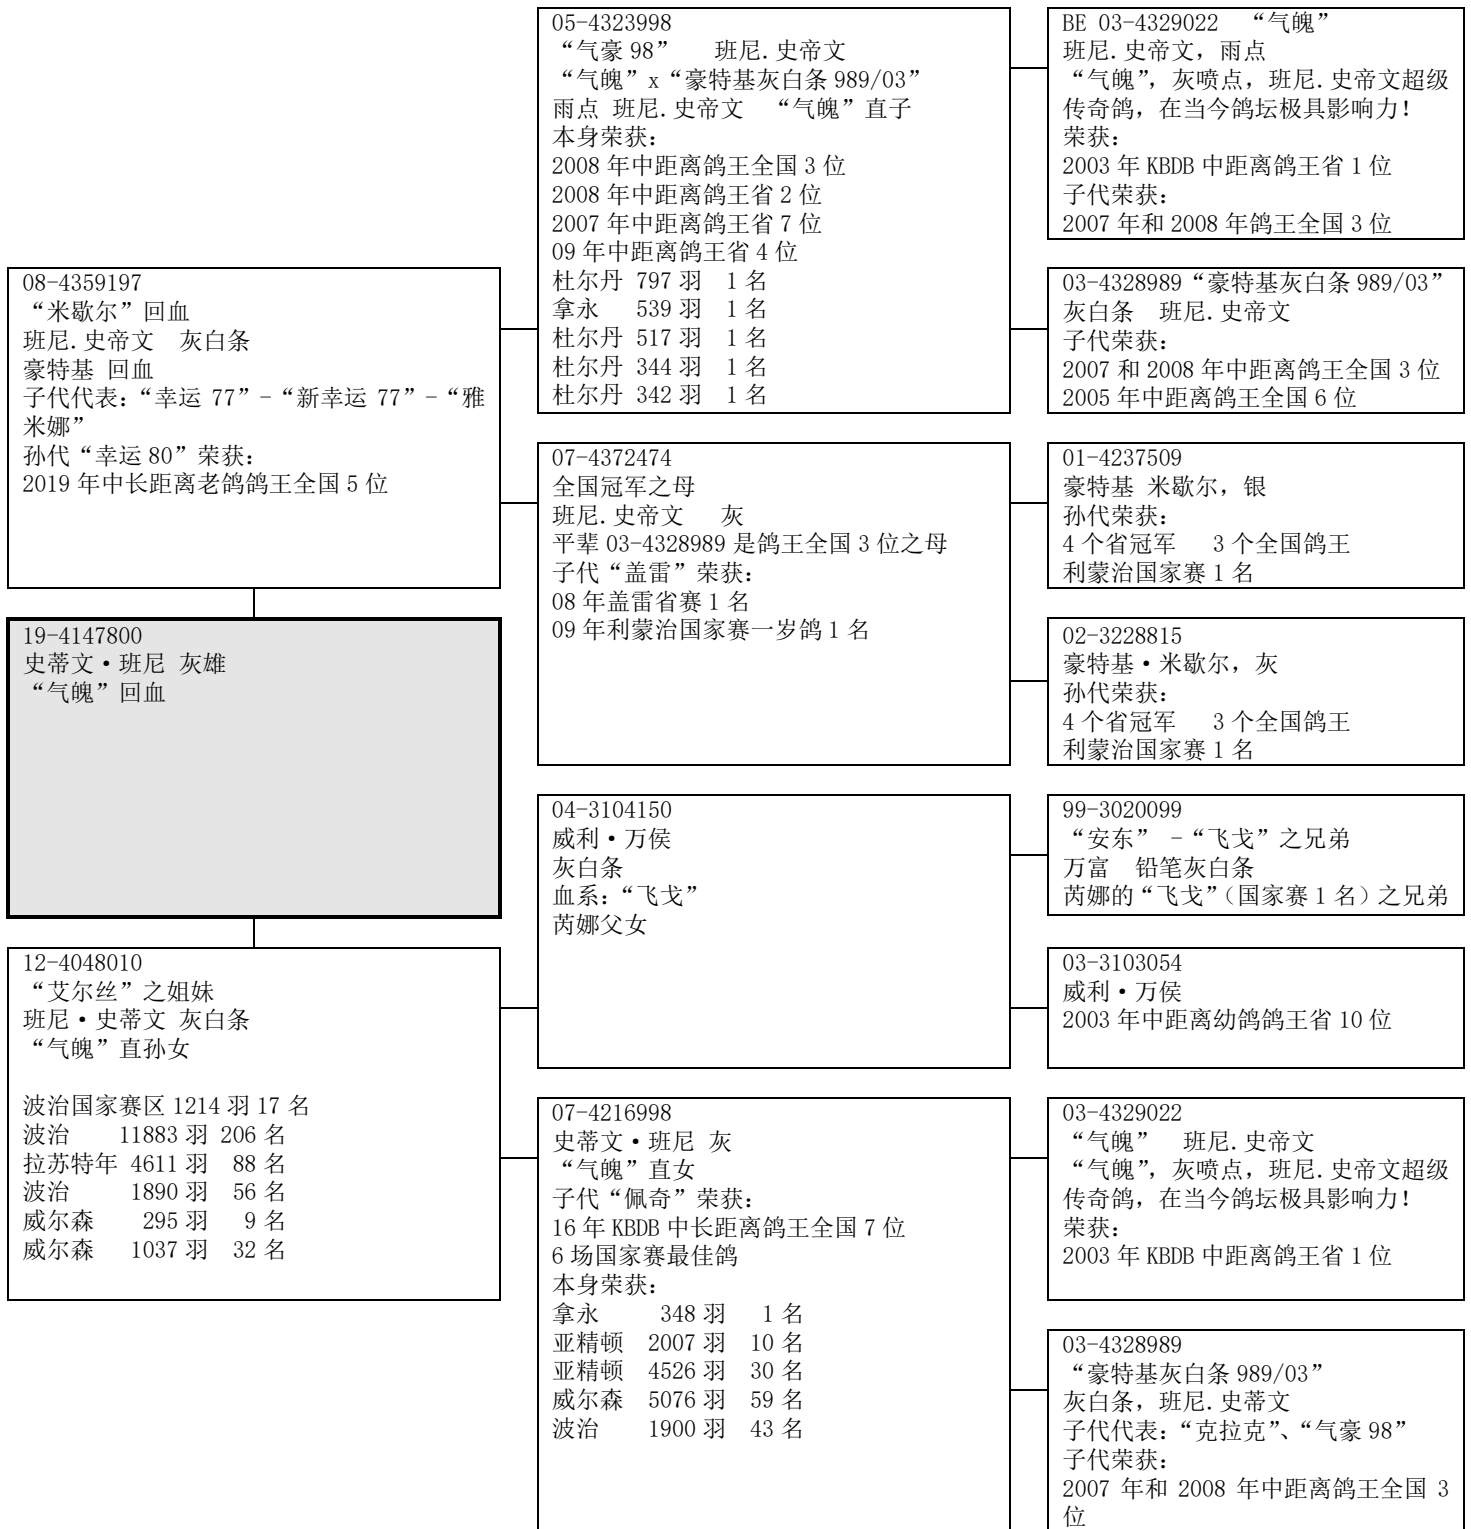 08-4359197
“米歇尔”回血
班尼.史帝文 灰白条
豪特基 回血
子代代表：“幸运 77”-“新幸运 77”-“雅
米娜”
孙代“幸运 80”荣获：
2019 年中长距离老鸽鸽王全国 5 位
19-4147800
史蒂文·班尼 灰雄
“气魄”回血
12-4048010
“艾尔丝”之姐妹
班尼·史蒂文 灰白条
“气魄”直孙女
波治国家赛区 1214 羽 17 名
波治 11883 羽 206 名
拉苏特年 4611 羽 88 名
波治 1890 羽 56 名
威尔森 295 羽 9 名
威尔森 1037 羽 32 名
05-4323998
“气豪 98” 班尼.史帝文
“气魄”x“豪特基灰白条 989/03”
雨点 班尼.史帝文 “气魄”直子
本身荣获：
2008 年中距离鸽王全国 3 位
2008 年中距离鸽王省 2 位
2007 年中距离鸽王省 7 位
09 年中距离鸽王省 4 位
杜尔丹 797 羽 1 名
拿永 539 羽 1 名
杜尔丹 517 羽 1 名
杜尔丹 344 羽 1 名
杜尔丹 342 羽 1 名
07-4372474
全国冠军之母
班尼.史帝文 灰
平辈 03-4328989 是鸽王全国 3 位之母
子代“盖雷”荣获：
08 年盖雷省赛 1 名
09 年利蒙治国家赛一岁鸽 1 名
04-3104150
威利·万侯
灰白条
血系：“飞戈”
芮娜父女
07-4216998
史蒂文·班尼 灰
“气魄”直女
子代“佩奇”荣获：
16 年 KBDB 中长距离鸽王全国 7 位
6 场国家赛最佳鸽
本身荣获：
拿永 348 羽 1 名
亚精顿 2007 羽 10 名
亚精顿 4526 羽 30 名
威尔森 5076 羽 59 名
波治 1900 羽 43 名
BE 03-4329022 “气魄”
班尼.史帝文，雨点
“气魄”，灰喷点，班尼.史帝文超级
传奇鸽，在当今鸽坛极具影响力！
荣获：
2003 年 KBDB 中距离鸽王省 1 位
子代荣获：
2007 年和 2008 年鸽王全国 3 位
03-4328989“豪特基灰白条 989/03”
灰白条 班尼.史帝文
子代荣获：
2007 和 2008 年中距离鸽王全国 3 位
2005 年中距离鸽王全国 6 位
01-4237509
豪特基 米歇尔，银
孙代荣获：
4 个省冠军 3 个全国鸽王
利蒙治国家赛 1 名
02-3228815
豪特基·米歇尔，灰
孙代荣获：
4 个省冠军 3 个全国鸽王
利蒙治国家赛 1 名
99-3020099
“安东” -“飞戈”之兄弟
万富 铅笔灰白条
芮娜的“飞戈”（国家赛 1 名）之兄弟
03-3103054
威利·万侯
2003 年中距离幼鸽鸽王省 10 位
03-4329022
“气魄” 班尼.史帝文
“气魄”，灰喷点，班尼.史帝文超级
传奇鸽，在当今鸽坛极具影响力！
荣获：
2003 年 KBDB 中距离鸽王省 1 位
03-4328989
“豪特基灰白条 989/03”
灰白条，班尼.史蒂文
子代代表：“克拉克”、“气豪 98”
子代荣获：
2007 年和 2008 年中距离鸽王全国 3
位